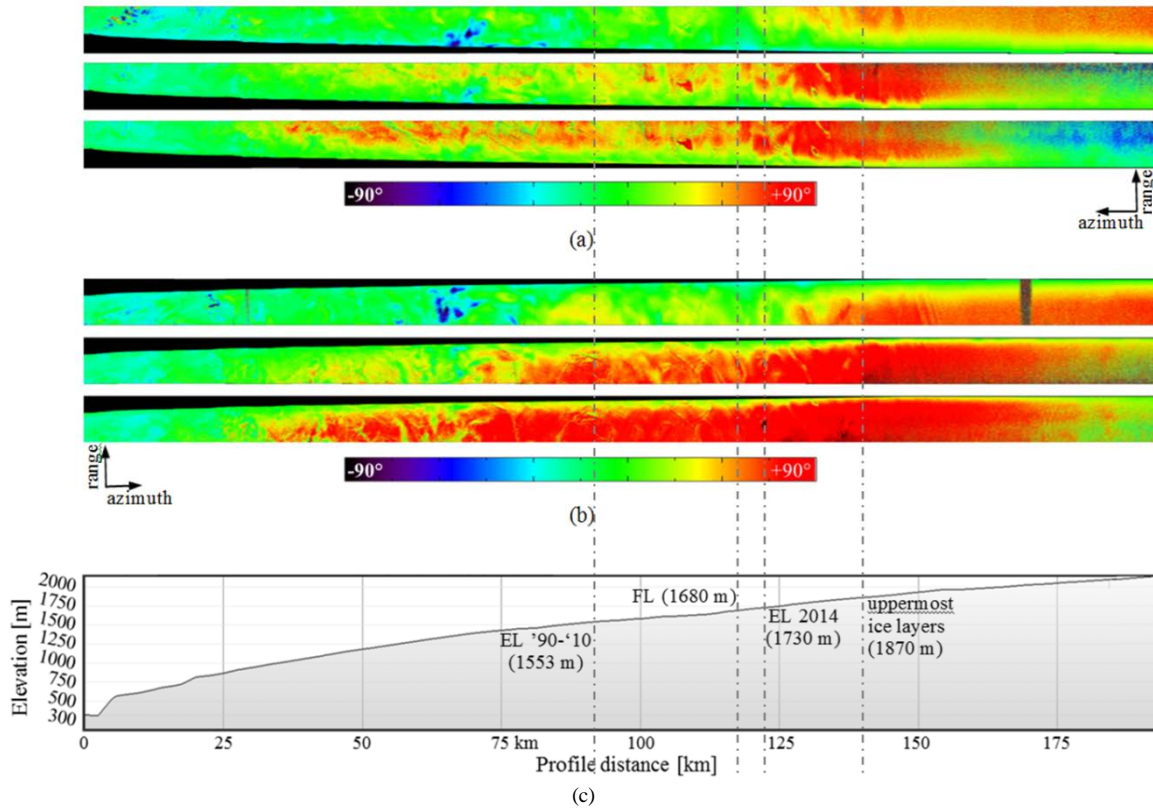 -90° +90°
range
azimuth
(a)
-90° +90°
range
azimuth
(b)
Elevation [m]
2000
1750
1500
1250
1000
750
500
300
FL (1680 m)
EL ’90-‘10
(1553 m)
EL 2014
(1730 m)
uppermost
ice layers
(1870 m)
0 25 50 75 km 100 125 150 175
Profile distance [km]
(c)